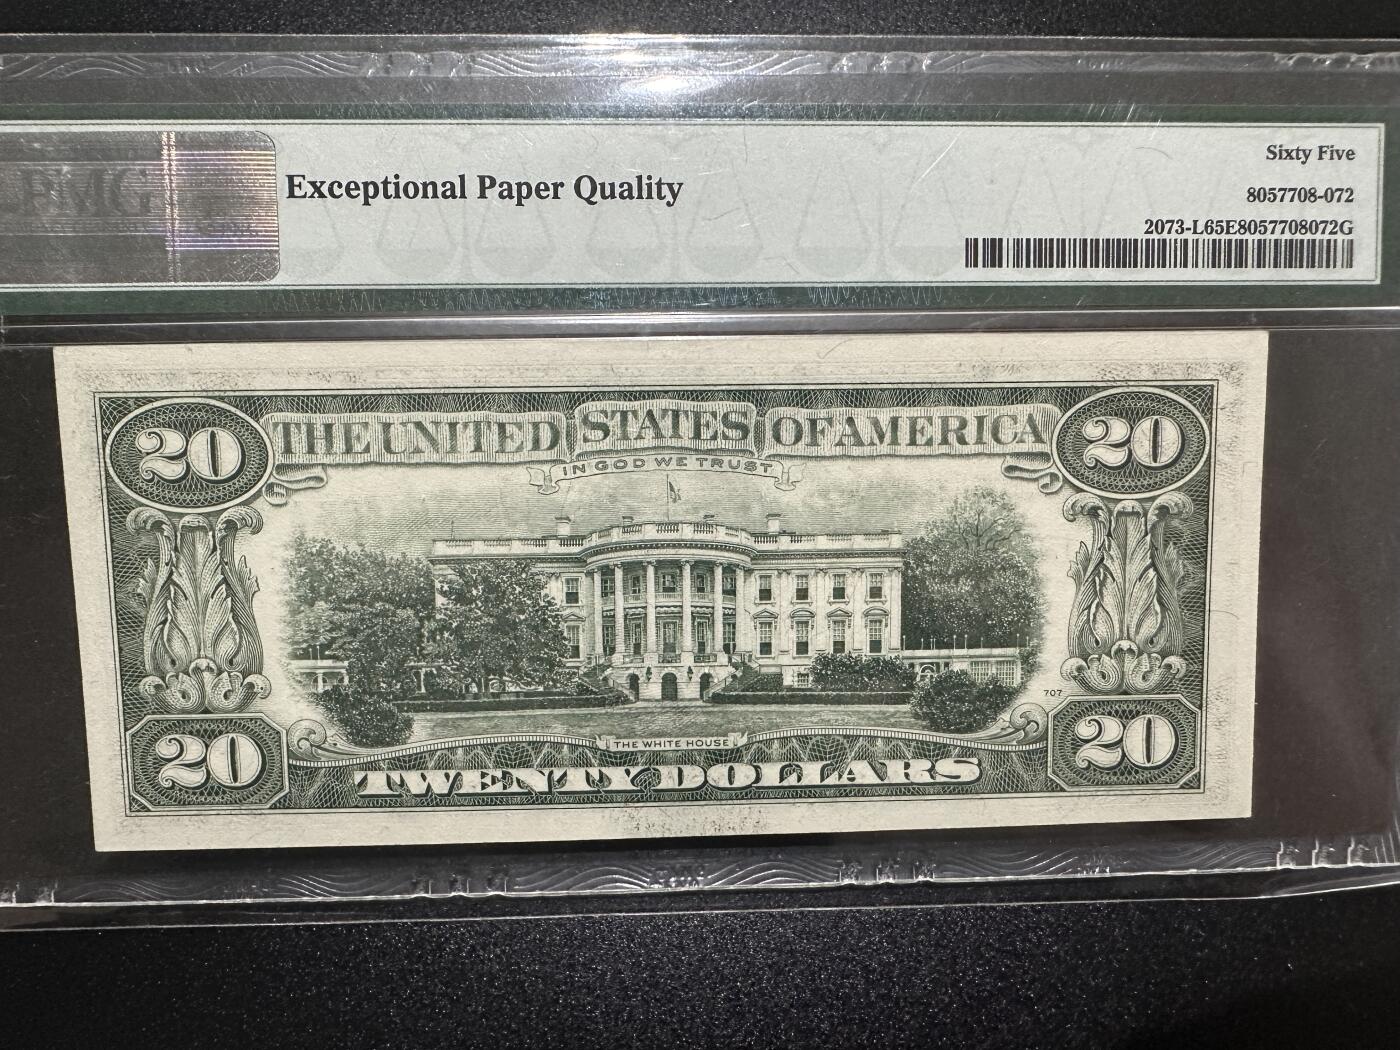 PMG
Exceptional Paper Quality
Sixty Five
8057708-072
2073-L65E8057708072G
20 THE UNITED STATES OF AMERICA 20
IN GOD WE TRUST
707
20 THE WHITE HOUSE 20
TWENTY DOLLARS